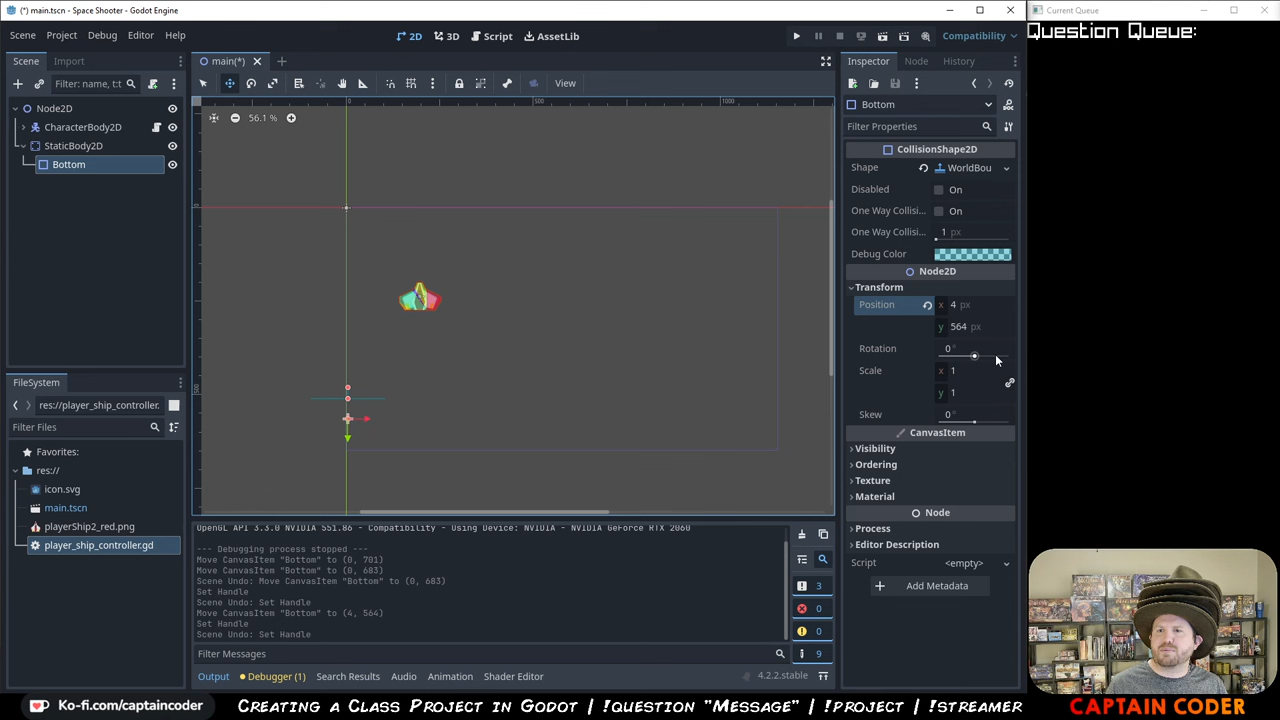 (*) main.tscn - Space Shooter - Godot Engine
Current Queue
Scene Project Debug Editor Help
2D 3D Script AssetLib
Compatibility
Question Queue:
Scene Import
main(*)
Inspector Node History
Filter: name, t:t
View
Node2D
CharacterBody2D
StaticBody2D
Bottom
0 500 1000
56.1 %
0
500
Bottom
Filter Properties
CollisionShape2D
Shape WorldBou
Disabled On
One Way Collisi... On
One Way Collisi... 1 px
Debug Color
Node2D
Transform
Position x 4 px
y 564 px
Rotation 0 °
Scale x 1
y 1
Skew 0 °
CanvasItem
Visibility
Ordering
Texture
Material
Node
Process
Editor Description
Script <empty>
Add Metadata
FileSystem
res://player_ship_controller.
Filter Files
Favorites:
res://
icon.svg
main.tscn
playerShip2_red.png
player_ship_controller.gd
OpenGL API 3.3.0 NVIDIA 551.86 - Compatibility - Using Device: NVIDIA - NVIDIA GeForce RTX 2060
--- Debugging process stopped ---
Move CanvasItem "Bottom" to (0, 701)
Move CanvasItem "Bottom" to (0, 683)
Scene Undo: Move CanvasItem "Bottom" to (0, 683)
Set Handle
Scene Undo: Set Handle
Move CanvasItem "Bottom" to (4, 564)
Set Handle
Scene Undo: Set Handle
3
0
0
9
Filter Messages
Output Debugger (1) Search Results Audio Animation Shader Editor
4.2.2.stable
Ko-fi.com/captaincoder
Creating a Class Project in Godot | !question "Message" | !project | !streamer
CAPTAIN CODER